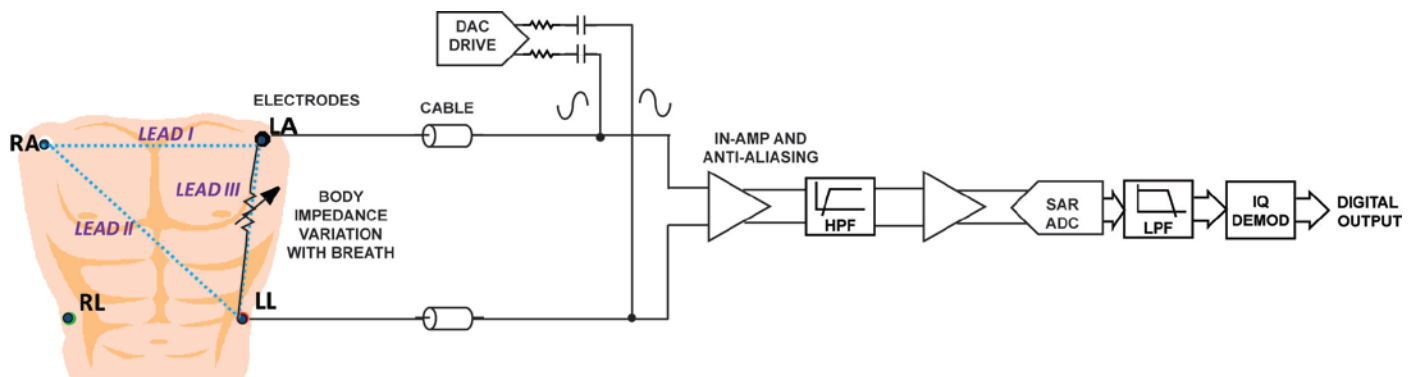 DAC
DRIVE
ELECTRODES
CABLE
LA
RA
LEAD I
LEAD III
LEAD II
BODY
IMPEDANCE
VARIATION
WITH BREATH
RL
LL
IN-AMP AND
ANTI-ALIASING
HPF
SAR
ADC
LPF
IQ
DEMOD
DIGITAL
OUTPUT